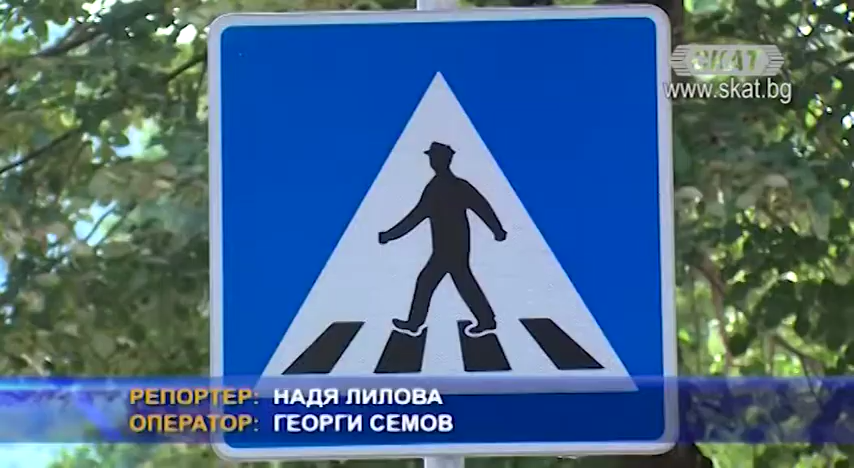 СКАТ
www.skat.bg
РЕПОРТЕР: НАДЯ ЛИЛОВА
ОПЕРАТОР: ГЕОРГИ СЕМОВ